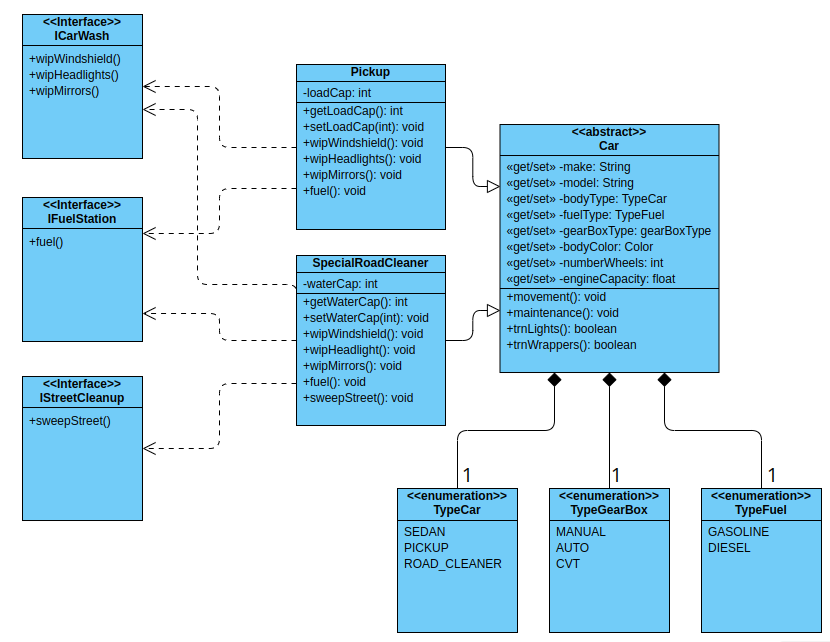 <<Interface>>
ICarWash
+wipWindshield()
+wipHeadlights()
+wipMirrors()
<<Interface>>
IFuelStation
+fuel()
<<Interface>>
IStreetCleanup
+sweepStreet()
Pickup
-loadCap: int
+getLoadCap(): int
+setLoadCap(int): void
+wipWindshield(): void
+wipHeadlights(): void
+wipMirrors(): void
+fuel(): void
SpecialRoadCleaner
-waterCap: int
+getWaterCap(): int
+setWaterCap(int): void
+wipWindshield(): void
+wipHeadlight(): void
+wipMirrors(): void
+fuel(): void
+sweepStreet(): void
<<abstract>>
Car
«get/set» -make: String
«get/set» -model: String
«get/set» -bodyType: TypeCar
«get/set» -fuelType: TypeFuel
«get/set» -gearBoxType: gearBoxType
«get/set» -bodyColor: Color
«get/set» -numberWheels: int
«get/set» -engineCapacity: float
+movement(): void
+maintenance(): void
+trnLights(): boolean
+trnWrappers(): boolean
1
<<enumeration>>
TypeCar
SEDAN
PICKUP
ROAD_CLEANER
1
<<enumeration>>
TypeGearBox
MANUAL
AUTO
CVT
1
<<enumeration>>
TypeFuel
GASOLINE
DIESEL